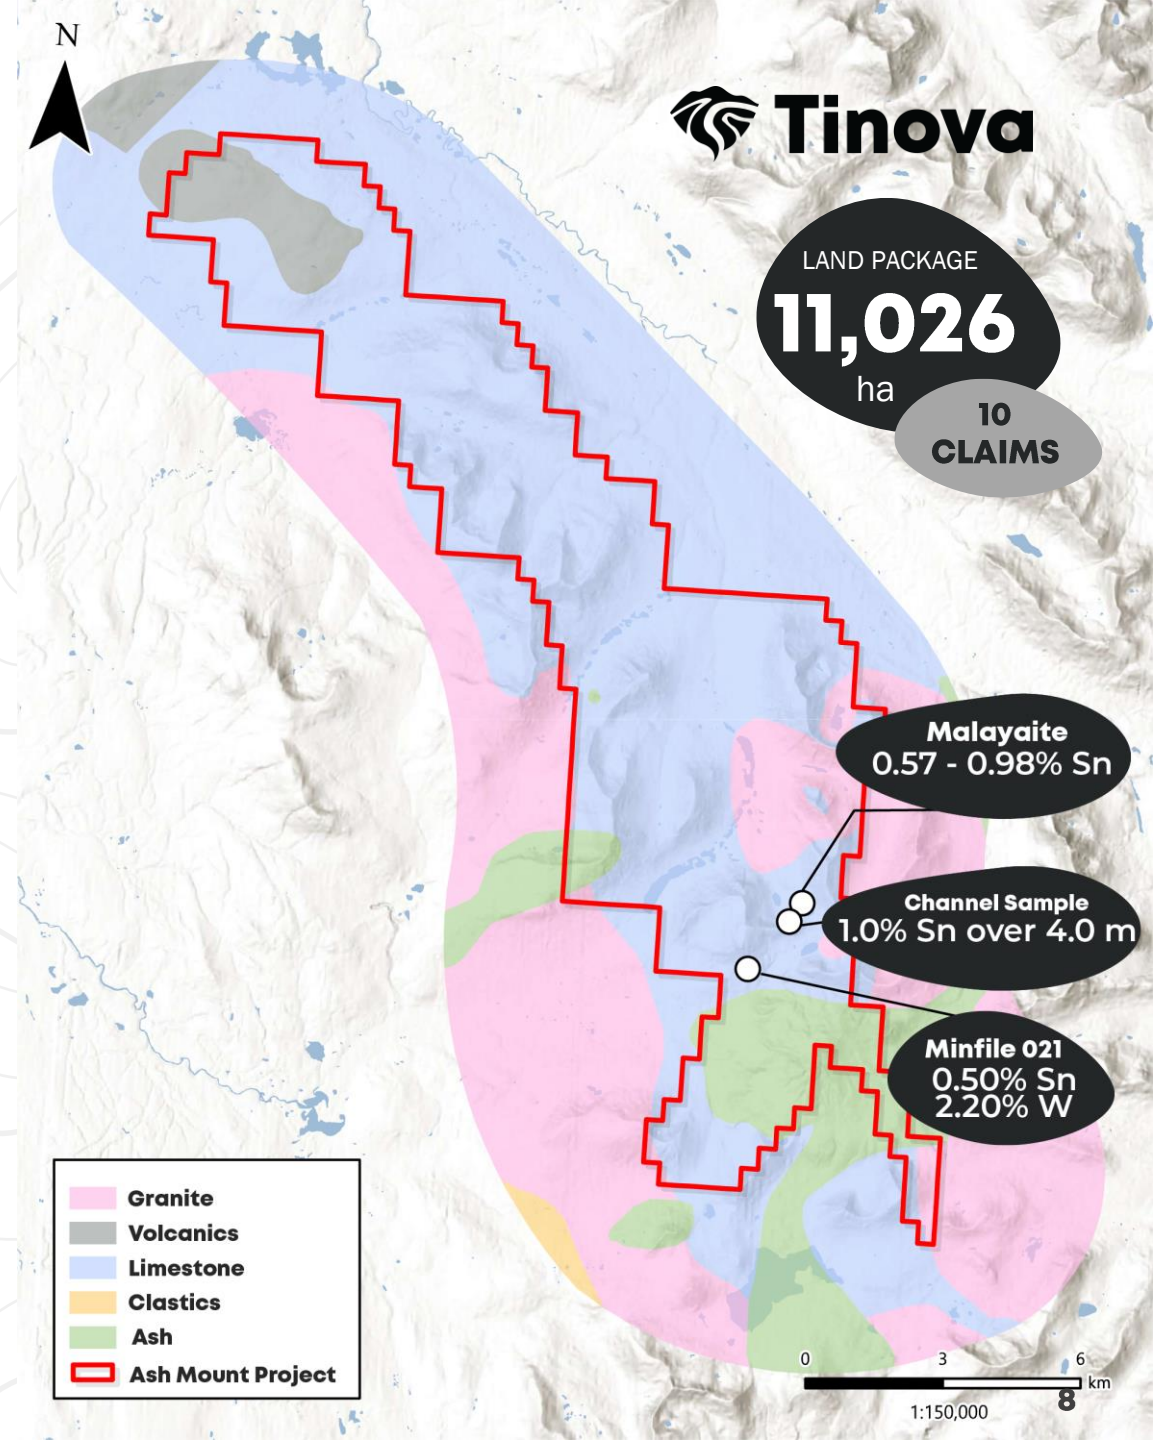 N
Tinova
LAND PACKAGE
11,026
ha
10
CLAIMS
Malayaite
0.57 - 0.98% Sn
Channel Sample
1.0% Sn over 4.0 m
Minfile 021
0.50% Sn
2.20% W
Granite
Volcanics
Limestone
Clastics
Ash
Ash Mount Project
0 3 6
km
8
1:150,000